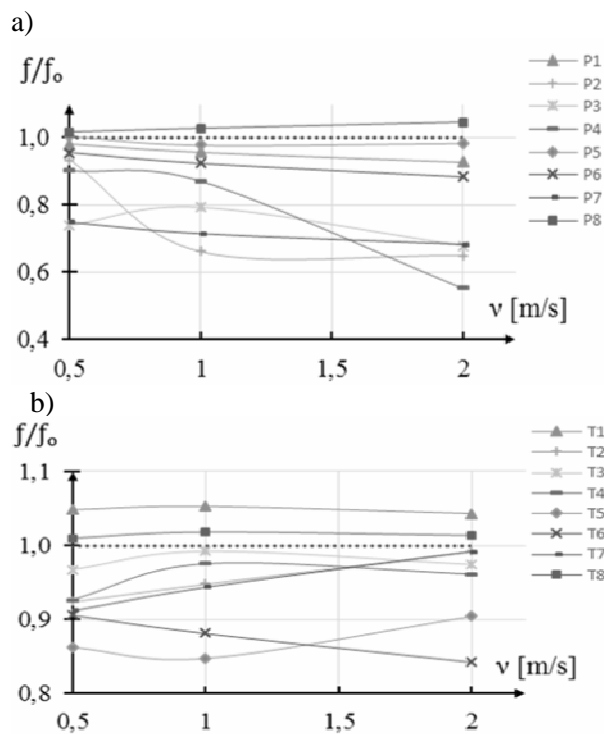 a)
f/fₒ
1,0
0,8
0,6
0,4
0,5
1
1,5
2
ν [m/s]
P1
P2
P3
P4
P5
P6
P7
P8
b)
f/fₒ
1,1
1,0
0,9
0,8
0,5
1
1,5
2
ν [m/s]
T1
T2
T3
T4
T5
T6
T7
T8